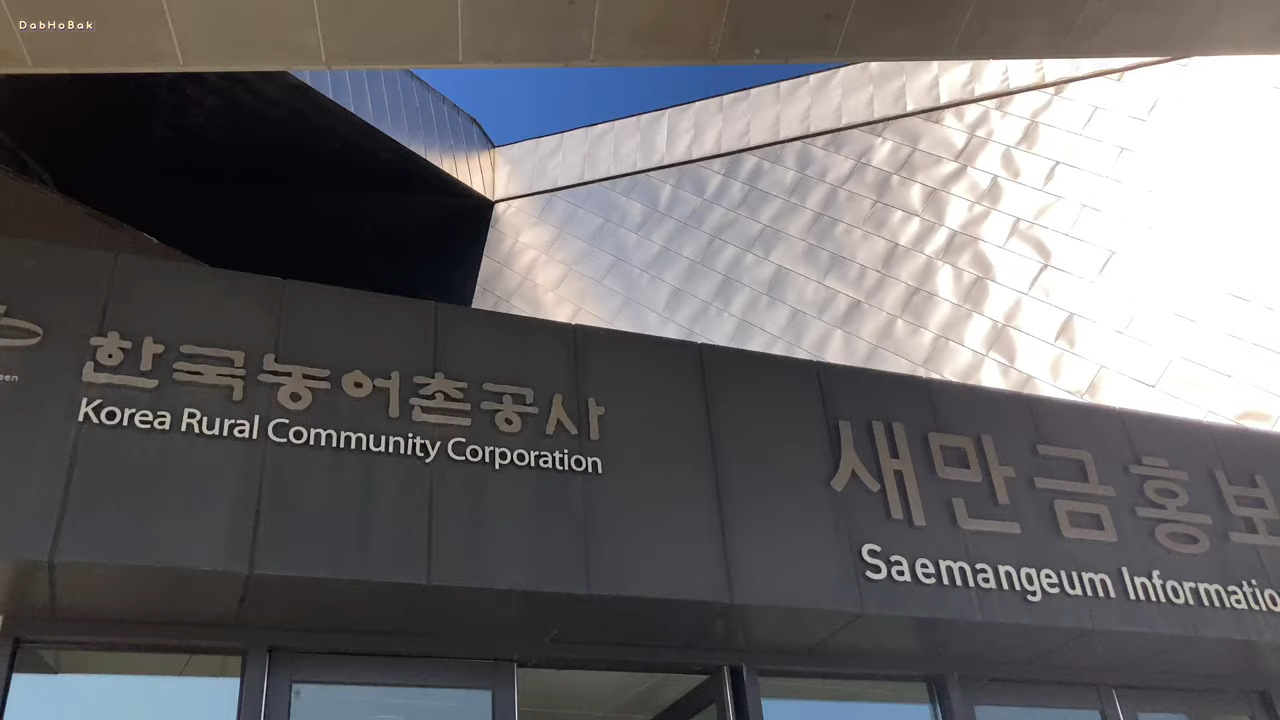 DabHoBak
한국농어촌공사
Korea Rural Community Corporation
새만금홍보
Saemangeum Informatio